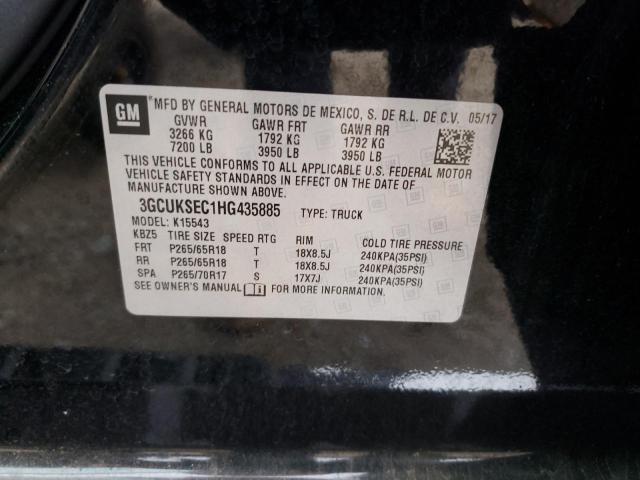 GM MFD BY GENERAL MOTORS DE MEXICO, S. DE R.L. DE C.V. 05/17
GVWR GAWR FRT GAWR RR
3266 KG 1792 KG 1792 KG
7200 LB 3950 LB 3950 LB
THIS VEHICLE CONFORMS TO ALL APPLICABLE U.S. FEDERAL MOTOR
VEHICLE SAFETY STANDARDS IN EFFECT ON THE DATE OF
MANUFACTURE SHOWN ABOVE.
3GCUKSEC1HG435885 TYPE: TRUCK
MODEL: K15543
KBZ5 TIRE SIZE SPEED RTG RIM COLD TIRE PRESSURE
FRT P265/65R18 T 18X8.5J 240KPA(35PSI)
RR P265/65R18 T 18X8.5J 240KPA(35PSI)
SPA P265/70R17 S 17X7J 240KPA(35PSI)
SEE OWNER'S MANUAL FOR MORE INFORMATION.